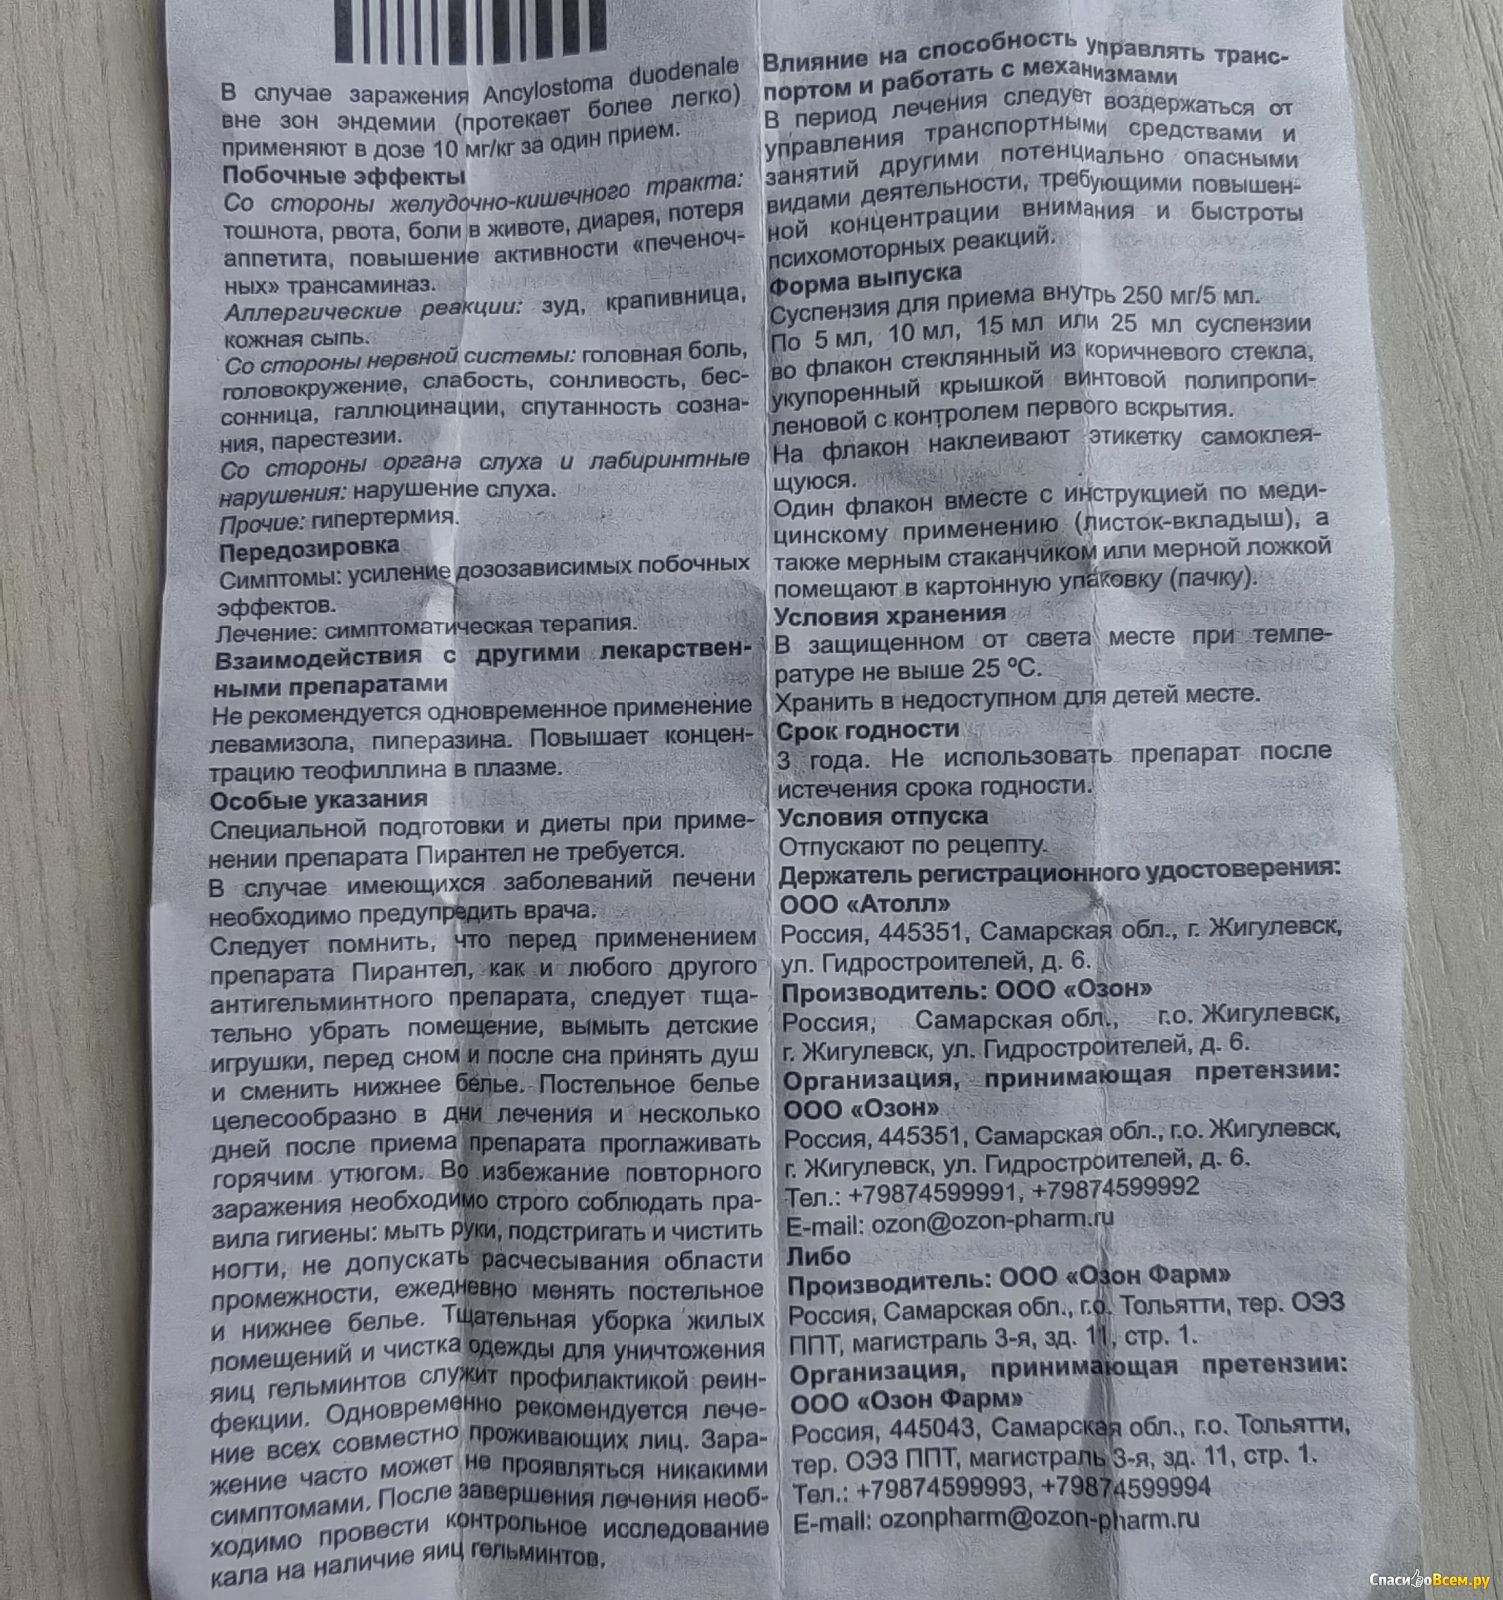 В случае заражения Ancylostoma duodenale
вне зон эндемии (протекает более легко)
применяют в дозе 10 мг/кг за один прием.
Побочные эффекты
Со стороны желудочно-кишечного тракта:
тошнота, рвота, боли в животе, диарея, потеря
аппетита, повышение активности «печеноч-
ных» трансаминаз.
Аллергические реакции: зуд, крапивница,
кожная сыпь.
Со стороны нервной системы: головная боль,
головокружение, слабость, сонливость, бес-
сонница, галлюцинации, спутанность созна-
ния, парестезии.
Со стороны органа слуха и лабиринтные
нарушения: нарушение слуха.
Прочие: гипертермия.
Передозировка
Симптомы: усиление дозозависимых побочных
эффектов.
Лечение: симптоматическая терапия.
Взаимодействия с другими лекарствен-
ными препаратами
Не рекомендуется одновременное применение
левамизола, пиперазина. Повышает концен-
трацию теофиллина в плазме.
Особые указания
Специальной подготовки и диеты при приме-
нении препарата Пирантел не требуется.
В случае имеющихся заболеваний печени
необходимо предупредить врача.
Следует помнить, что перед применением
препарата Пирантел, как и любого другого
антигельминтного препарата, следует тща-
тельно убрать помещение, вымыть детские
игрушки, перед сном и после сна принять душ
и сменить нижнее белье. Постельное белье
целесообразно в дни лечения и несколько
дней после приема препарата проглаживать
горячим утюгом. Во избежание повторного
заражения необходимо строго соблюдать пра-
вила гигиены: мыть руки, подстригать и чистить
ногти, не допускать расчесывания области
промежности, ежедневно менять постельное
и нижнее белье. Тщательная уборка жилых
помещений и чистка одежды для уничтожения
яиц гельминтов служит профилактикой реин-
фекции. Одновременно рекомендуется лече-
ние всех совместно проживающих лиц. Зара-
жение часто может не проявляться никакими
симптомами. После завершения лечения необ-
ходимо провести контрольное исследование
кала на наличие яиц гельминтов.
Влияние на способность управлять транс-
портом и работать с механизмами
В период лечения следует воздержаться от
управления транспортными средствами и
занятий другими потенциально опасными
видами деятельности, требующими повышен-
ной концентрации внимания и быстроты
психомоторных реакций.
Форма выпуска
Суспензия для приема внутрь 250 мг/5 мл.
По 5 мл, 10 мл, 15 мл или 25 мл суспензии
во флакон стеклянный из коричневого стекла,
укупоренный крышкой винтовой полипропи-
леновой с контролем первого вскрытия.
На флакон наклеивают этикетку самоклея-
щуюся.
Один флакон вместе с инструкцией по меди-
цинскому применению (листок-вкладыш), а
также мерным стаканчиком или мерной ложкой
помещают в картонную упаковку (пачку).
Условия хранения
В защищенном от света месте при темпе-
ратуре не выше 25 ºС.
Хранить в недоступном для детей месте.
Срок годности
3 года. Не использовать препарат после
истечения срока годности.
Условия отпуска
Отпускают по рецепту.
Держатель регистрационного удостоверения:
ООО «Атолл»
Россия, 445351, Самарская обл., г. Жигулевск,
ул. Гидростроителей, д. 6.
Производитель: ООО «Озон»
Россия, Самарская обл., г.о. Жигулевск,
г. Жигулевск, ул. Гидростроителей, д. 6.
Организация, принимающая претензии:
ООО «Озон»
Россия, 445351, Самарская обл., г.о. Жигулевск,
г. Жигулевск, ул. Гидростроителей, д. 6.
Тел.: +79874599991, +79874599992
E-mail: ozon@ozon-pharm.ru
Либо
Производитель: ООО «Озон Фарм»
Россия, Самарская обл., г.о. Тольятти, тер. ОЭЗ
ППТ, магистраль 3-я, зд. 11, стр. 1.
Организация, принимающая претензии:
ООО «Озон Фарм»
Россия, 445043, Самарская обл., г.о. Тольятти,
тер. ОЭЗ ППТ, магистраль 3-я, зд. 11, стр. 1.
Тел.: +79874599993, +79874599994
E-mail: ozonpharm@ozon-pharm.ru
СпасибоВсем.ру